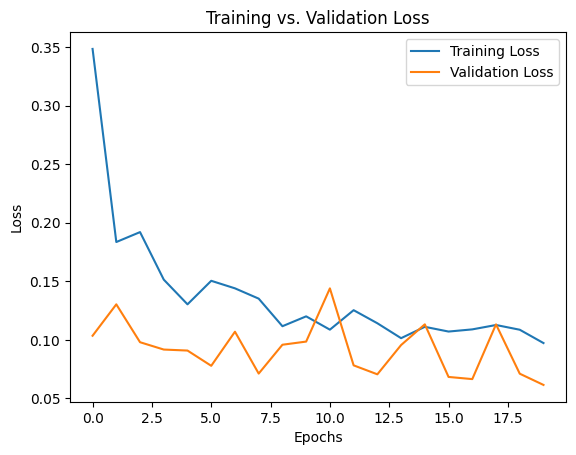 Training vs. Validation Loss
Training Loss
Validation Loss
0.35
0.30
0.25
0.20
0.15
0.10
0.05
Loss
0.0 2.5 5.0 7.5 10.0 12.5 15.0 17.5
Epochs